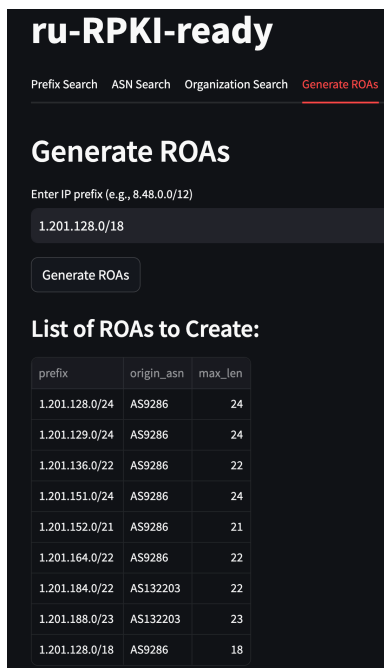 ru-RPKI-ready
Prefix Search ASN Search Organization Search Generate ROAs
Generate ROAs
Enter IP prefix (e.g., 8.48.0.0/12)
1.201.128.0/18
Generate ROAs
List of ROAs to Create:
prefix origin_asn max_len
1.201.128.0/24 AS9286 24
1.201.129.0/24 AS9286 24
1.201.136.0/22 AS9286 22
1.201.151.0/24 AS9286 24
1.201.152.0/21 AS9286 21
1.201.164.0/22 AS9286 22
1.201.184.0/22 AS132203 22
1.201.188.0/23 AS132203 23
1.201.128.0/18 AS9286 18